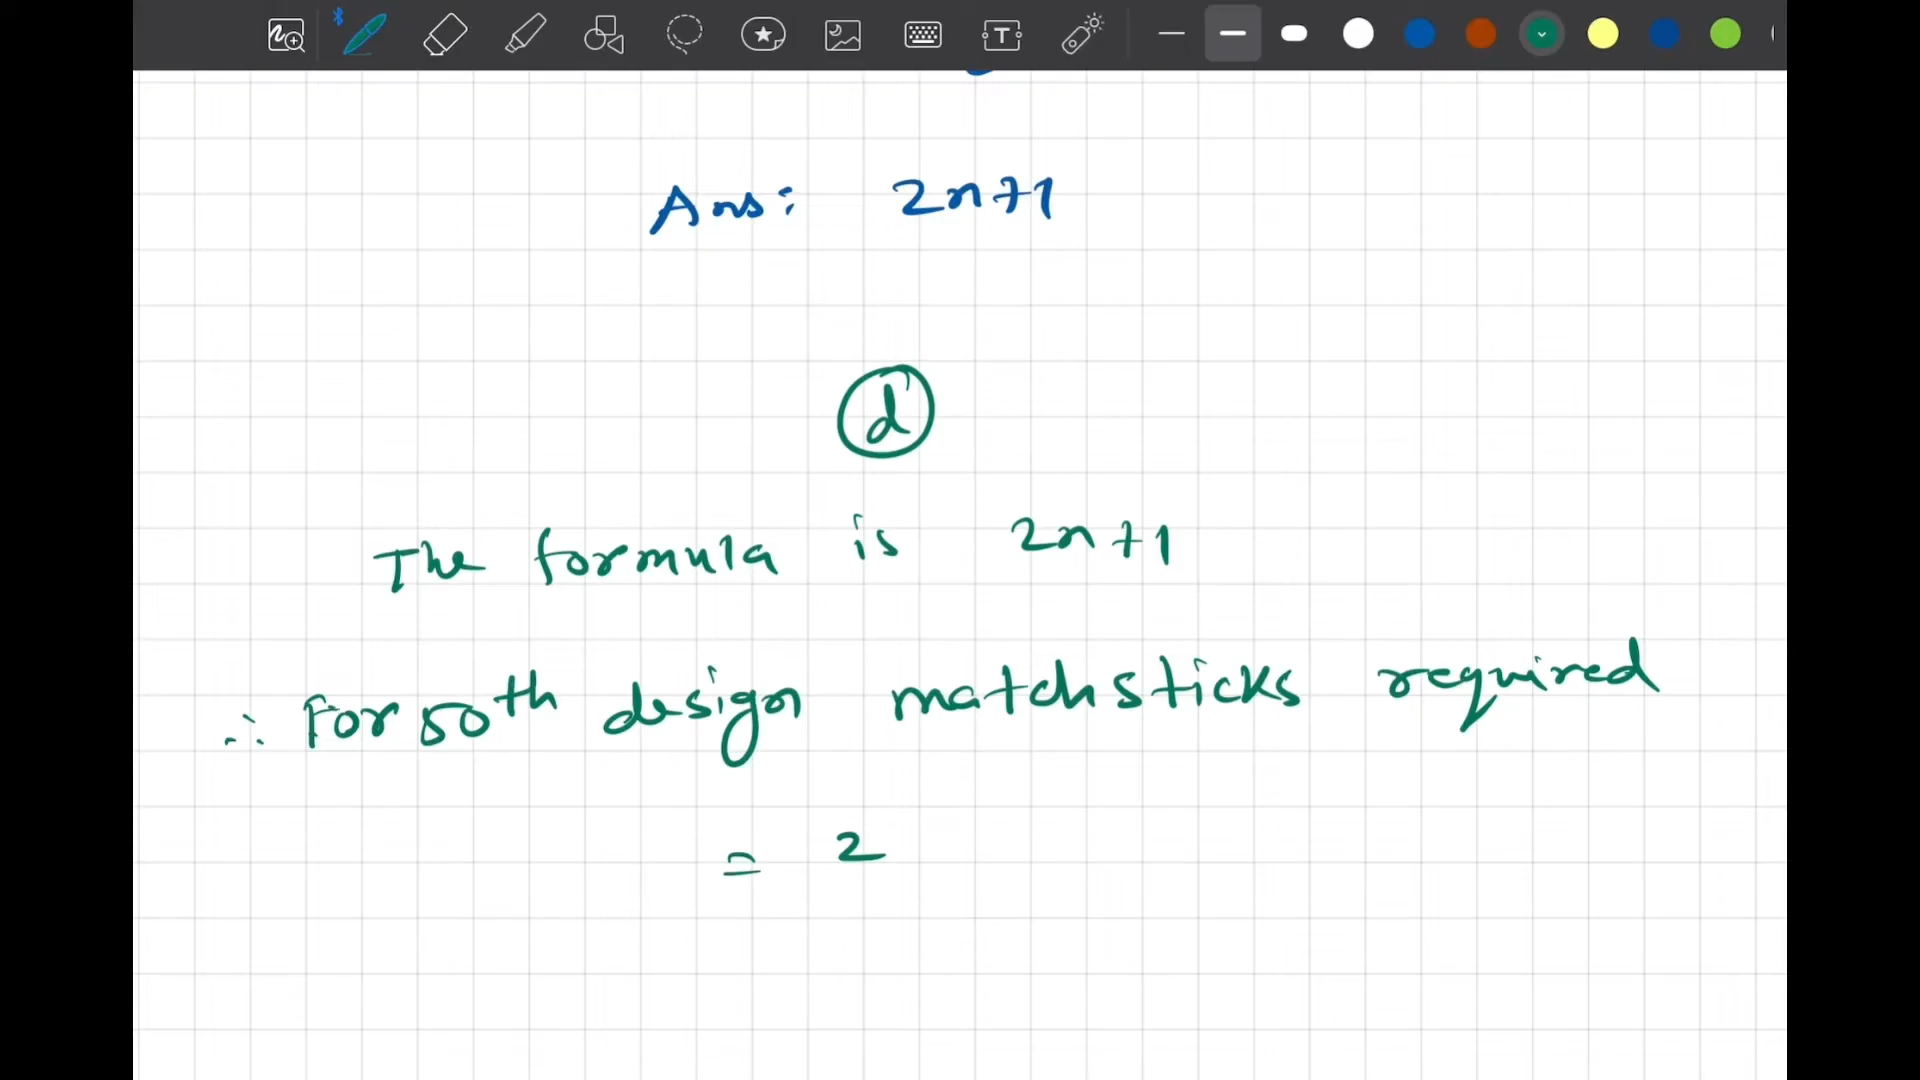 Ans: 2n+1
d
The formula is 2n+1
∴ For 50th design matchsticks required
= 2